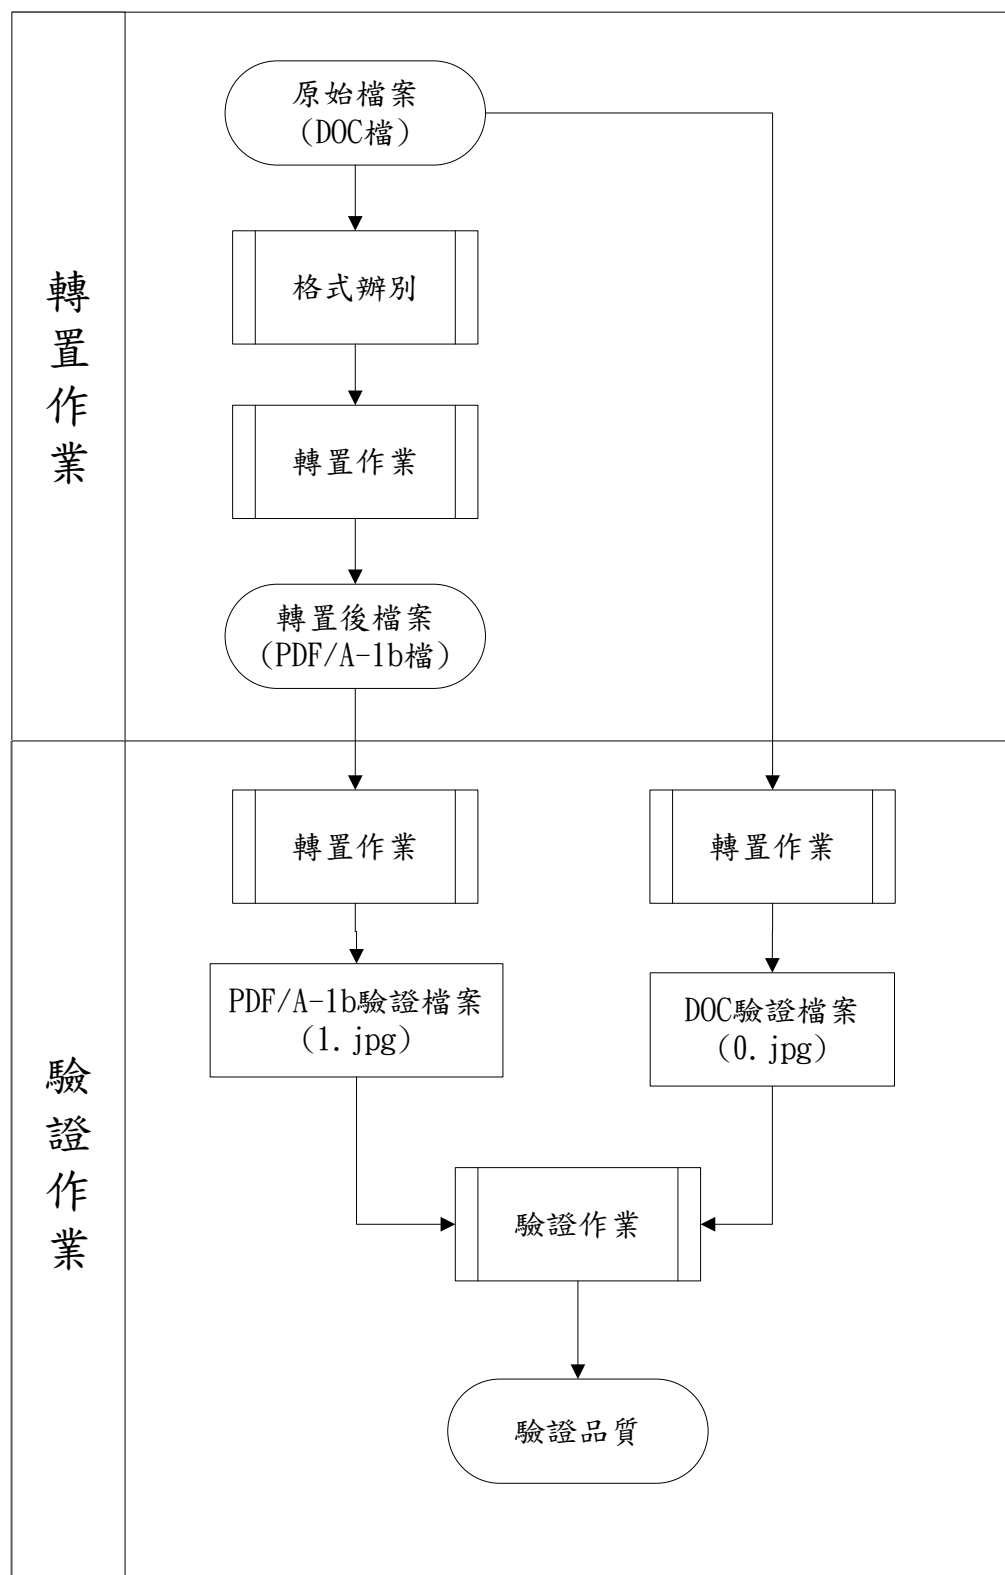 轉置作業
原始檔案
(DOC檔)
格式辨別
轉置作業
轉置後檔案
(PDF/A-1b檔)
驗證作業
轉置作業
轉置作業
PDF/A-1b驗證檔案
(1.jpg)
DOC驗證檔案
(0.jpg)
驗證作業
驗證品質